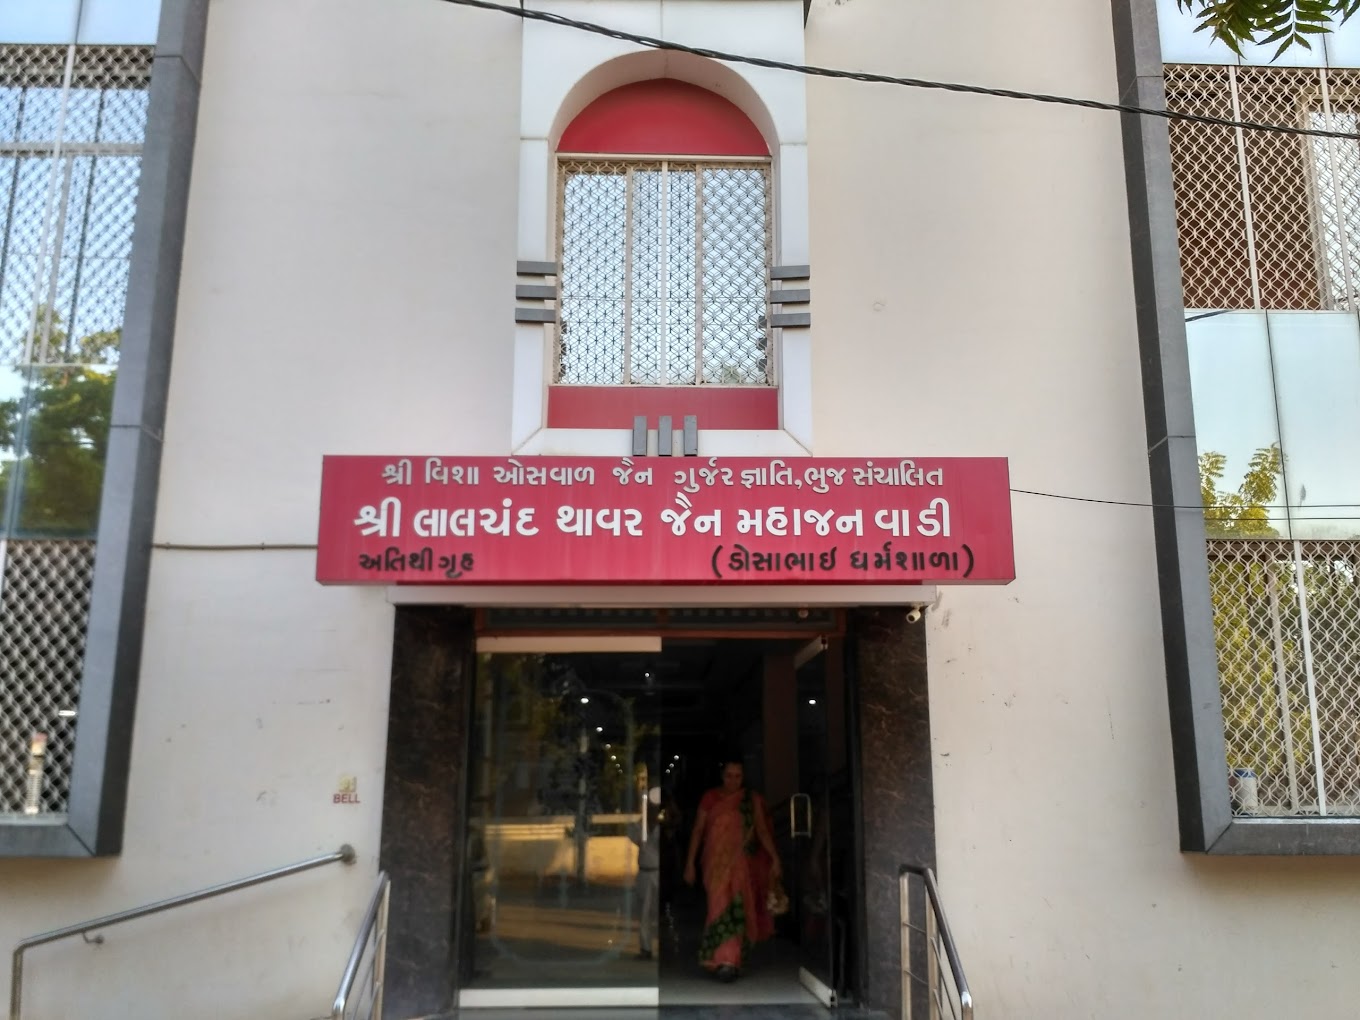 શ્રી વિશા ઓસવાળ જૈન ગુર્જર જ્ઞાતિ, ભુજ સંચાલિત
શ્રી લાલચંદ થાવર જૈન મહાજન વાડી
અતિથી ગૃહ (ડોસાભાઈ ધર્મશાળા)
BELL